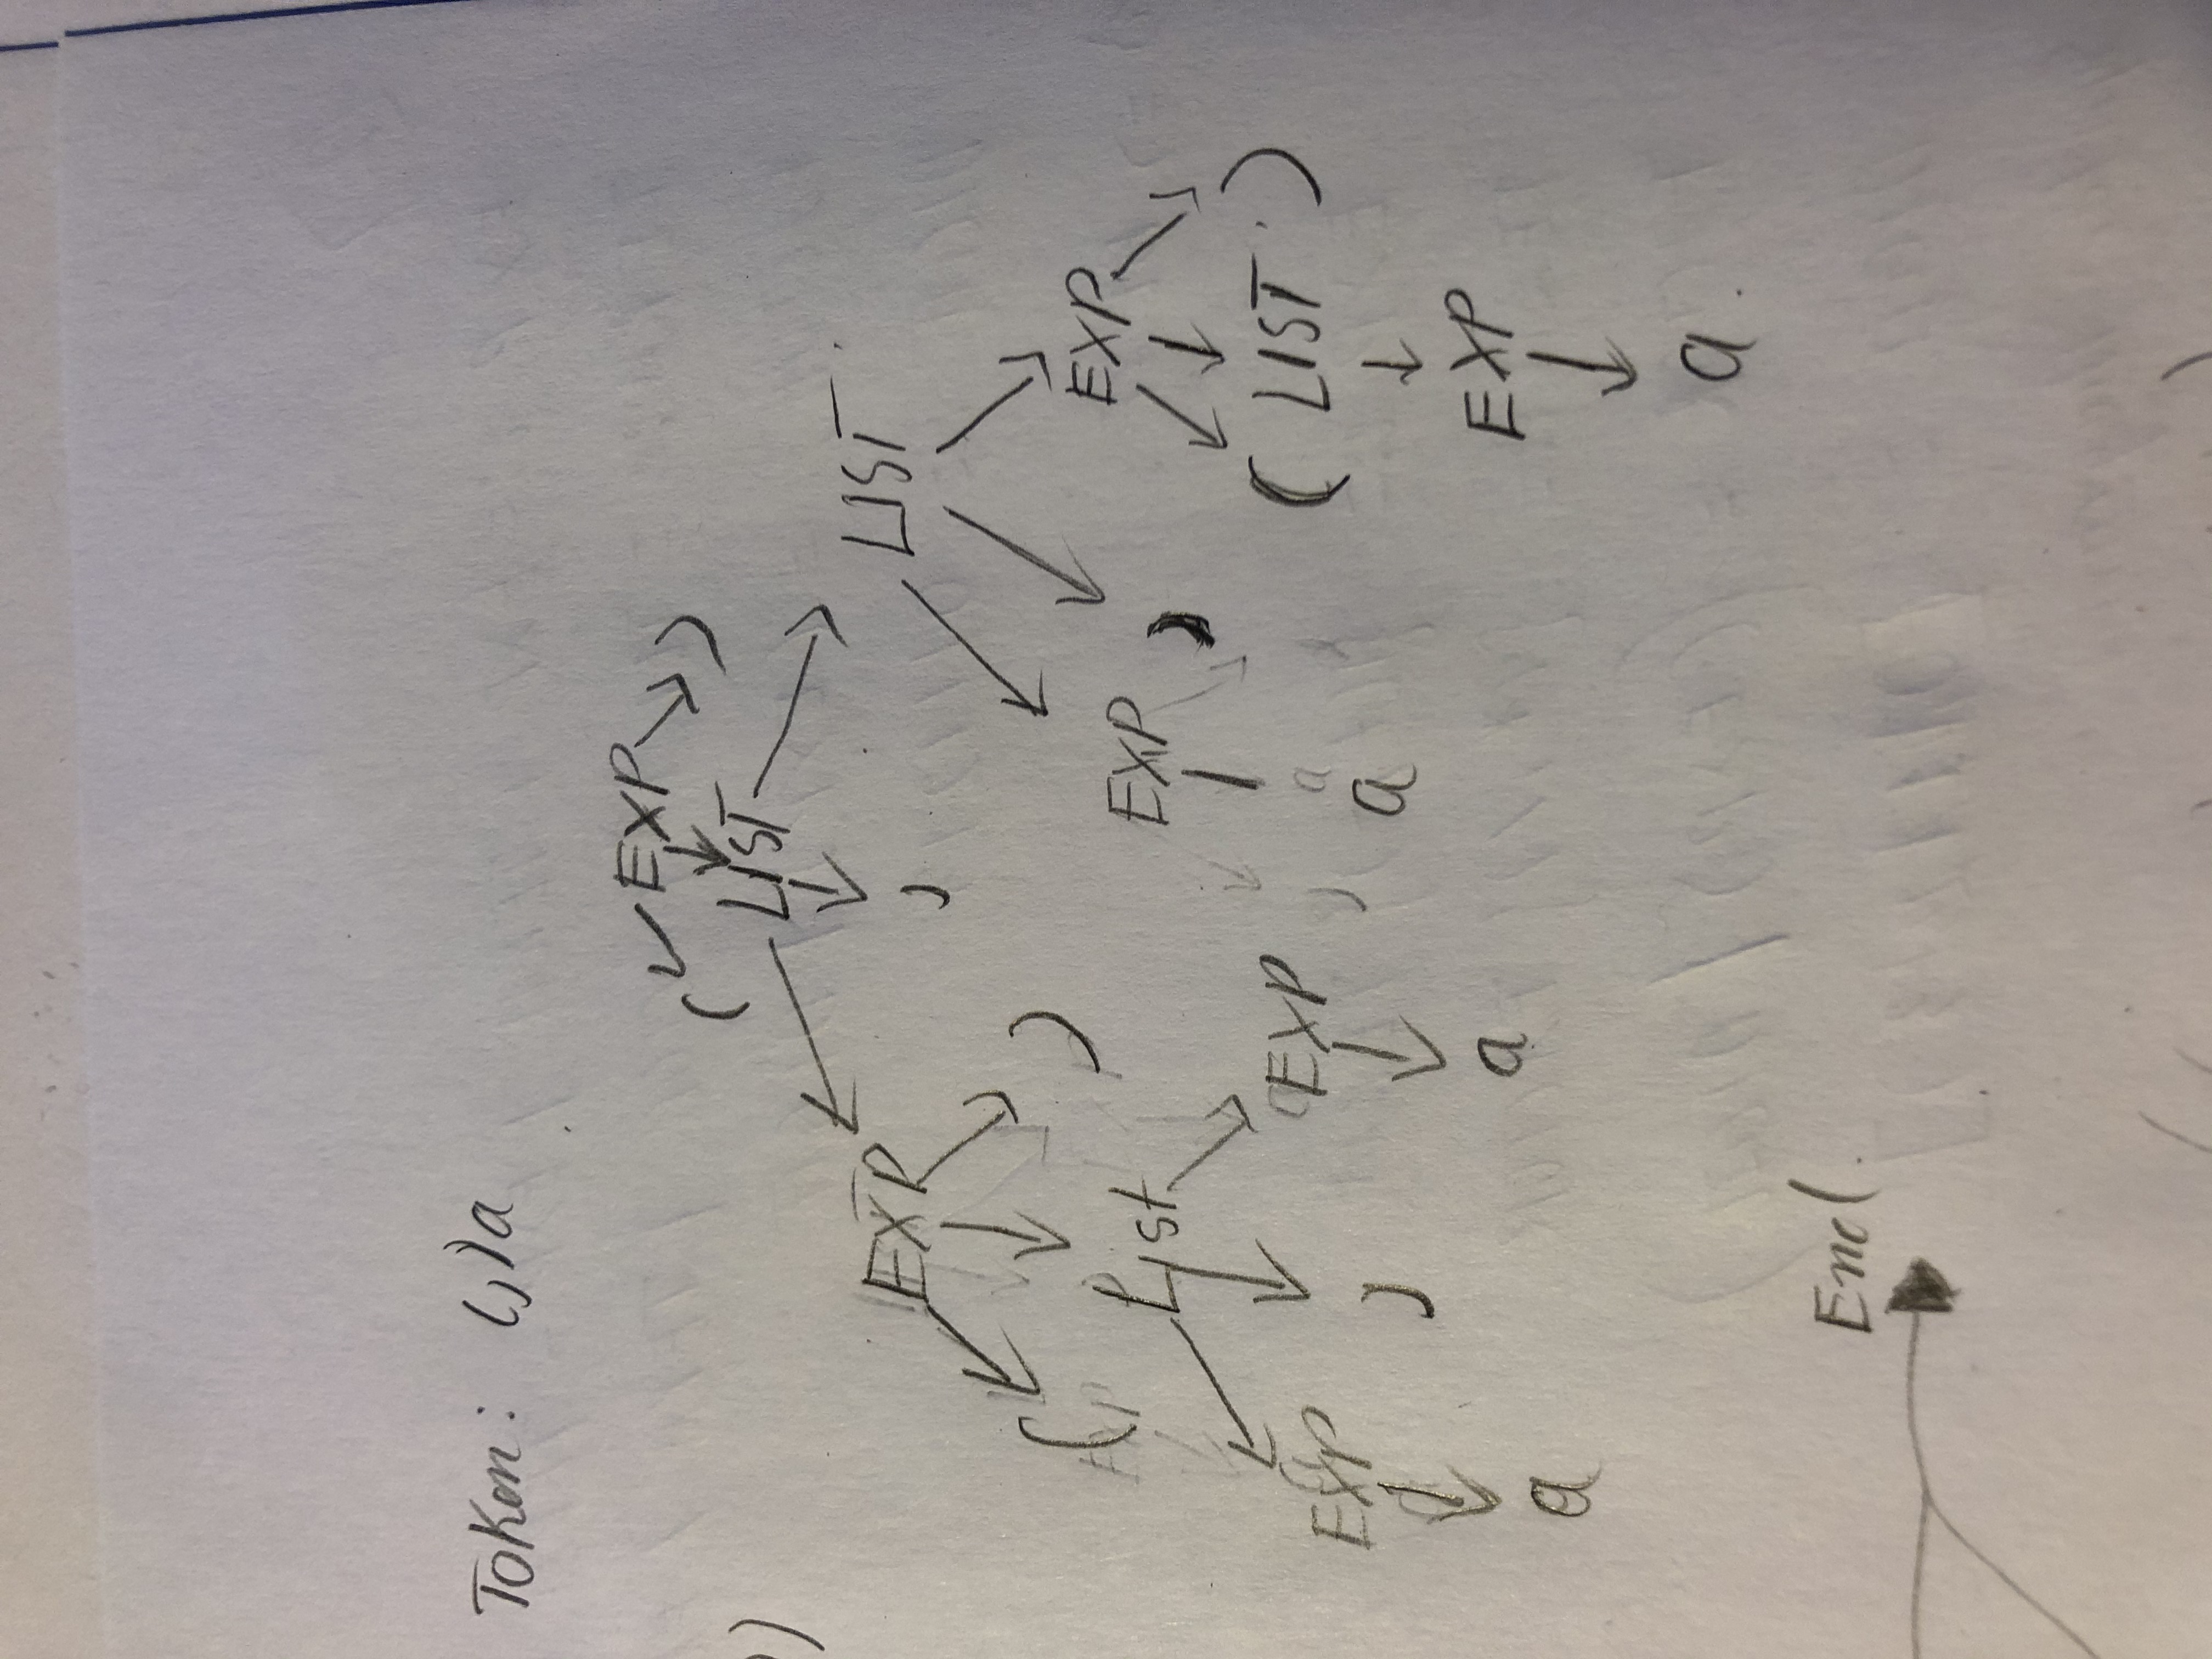 Token: (,)a
EXP
( )
LIST
)
EXP , LIST
( )
List EXP , EXP
EXP , EXP a ( LIST )
a a EXP
a
End.